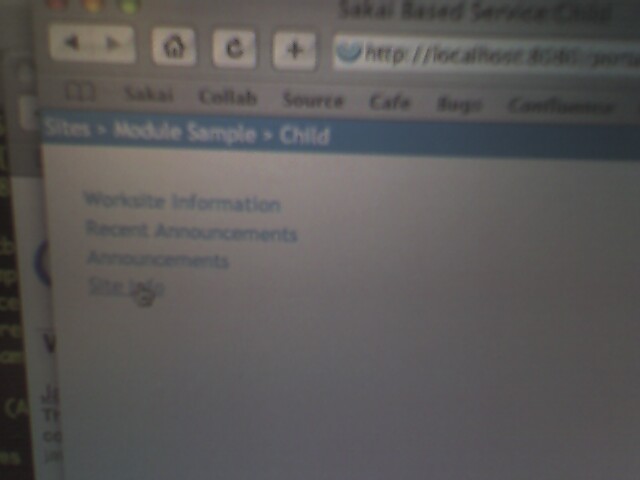 Sakai Based Service: Child
http://localhost:8080/porta
Sakai Collab Source Cafe Bugs Confluence
Sites > Module Sample > Child
Worksite Information
Recent Announcements
Announcements
Site Info